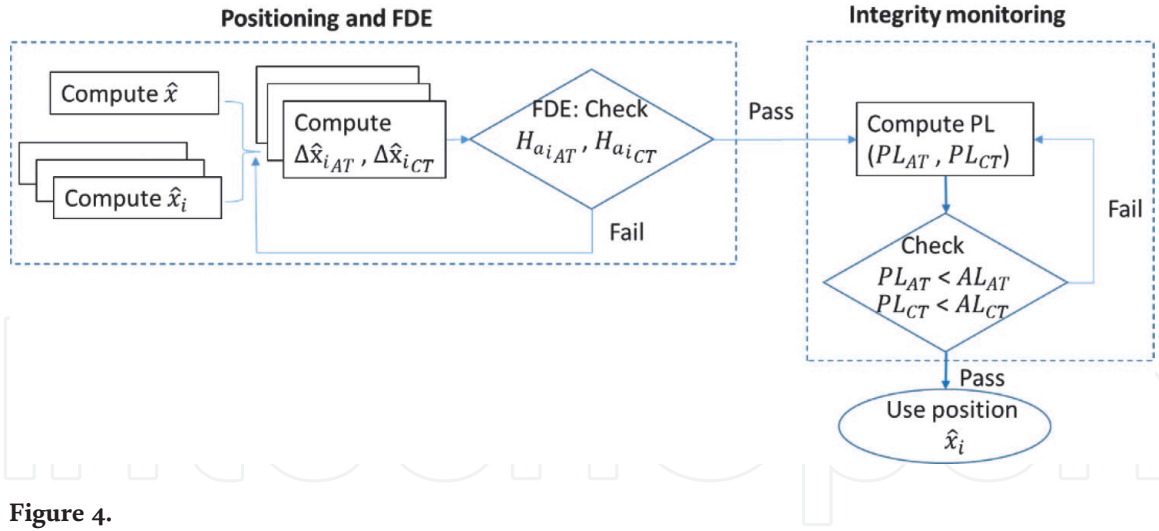 Positioning and FDE
Integrity monitoring
Compute x̂
Compute x̂ᵢ
Compute
Δx̂_{i_{AT}} , Δx̂_{i_{CT}}
FDE: Check
H_{a_{i_{AT}}} , H_{a_{i_{CT}}}
Pass
Fail
Compute PL
(PL_{AT} , PL_{CT})
Fail
Check
PL_{AT} < AL_{AT}
PL_{CT} < AL_{CT}
Pass
Use position
x̂ᵢ
Figure 4.